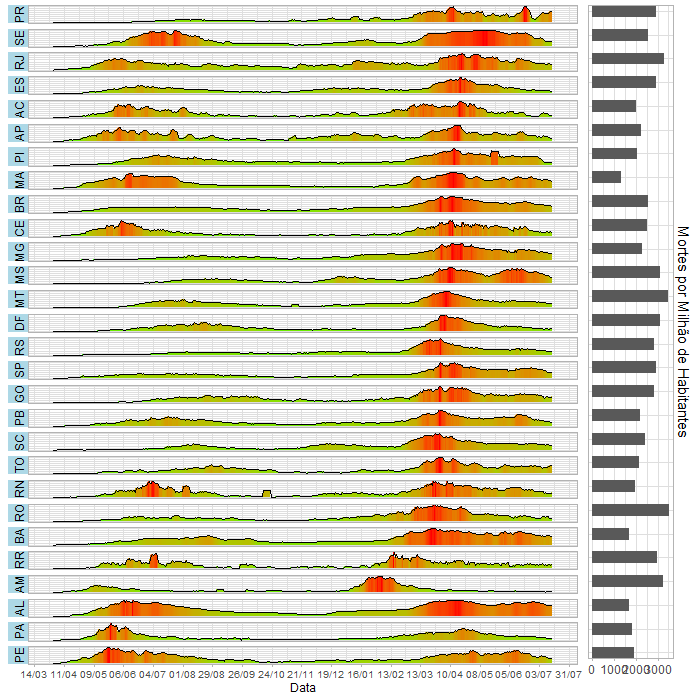 PR
SE
RJ
ES
AC
AP
PI
MA
BR
CE
MG
MS
MT
DF
RS
SP
GO
PB
SC
TO
RN
RO
BA
RR
AM
AL
PA
PE
14/03 11/04 09/05 06/06 04/07 01/08 29/08 26/09 24/10 21/11 19/12 16/01 13/02 13/03 10/04 08/05 05/06 03/07 31/07
Data
0 1000 2000 3000
Mortes por Milhão de Habitantes